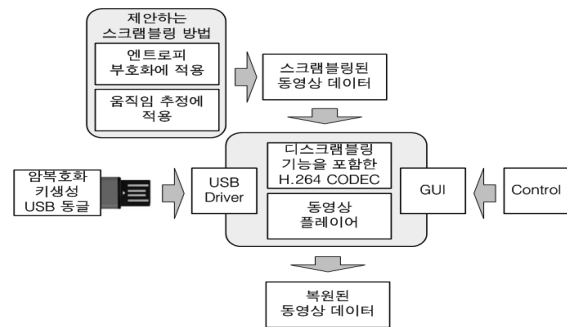 제안하는
스크램블링 방법
엔트로피
부호화에 적용
움직임 추정에
적용
스크램블링된
동영상 데이터
암복호화
키생성
USB 동글
USB
Driver
디스크램블링
기능을 포함한
H.264 CODEC
동영상
플레이어
GUI
Control
복원된
동영상 데이터